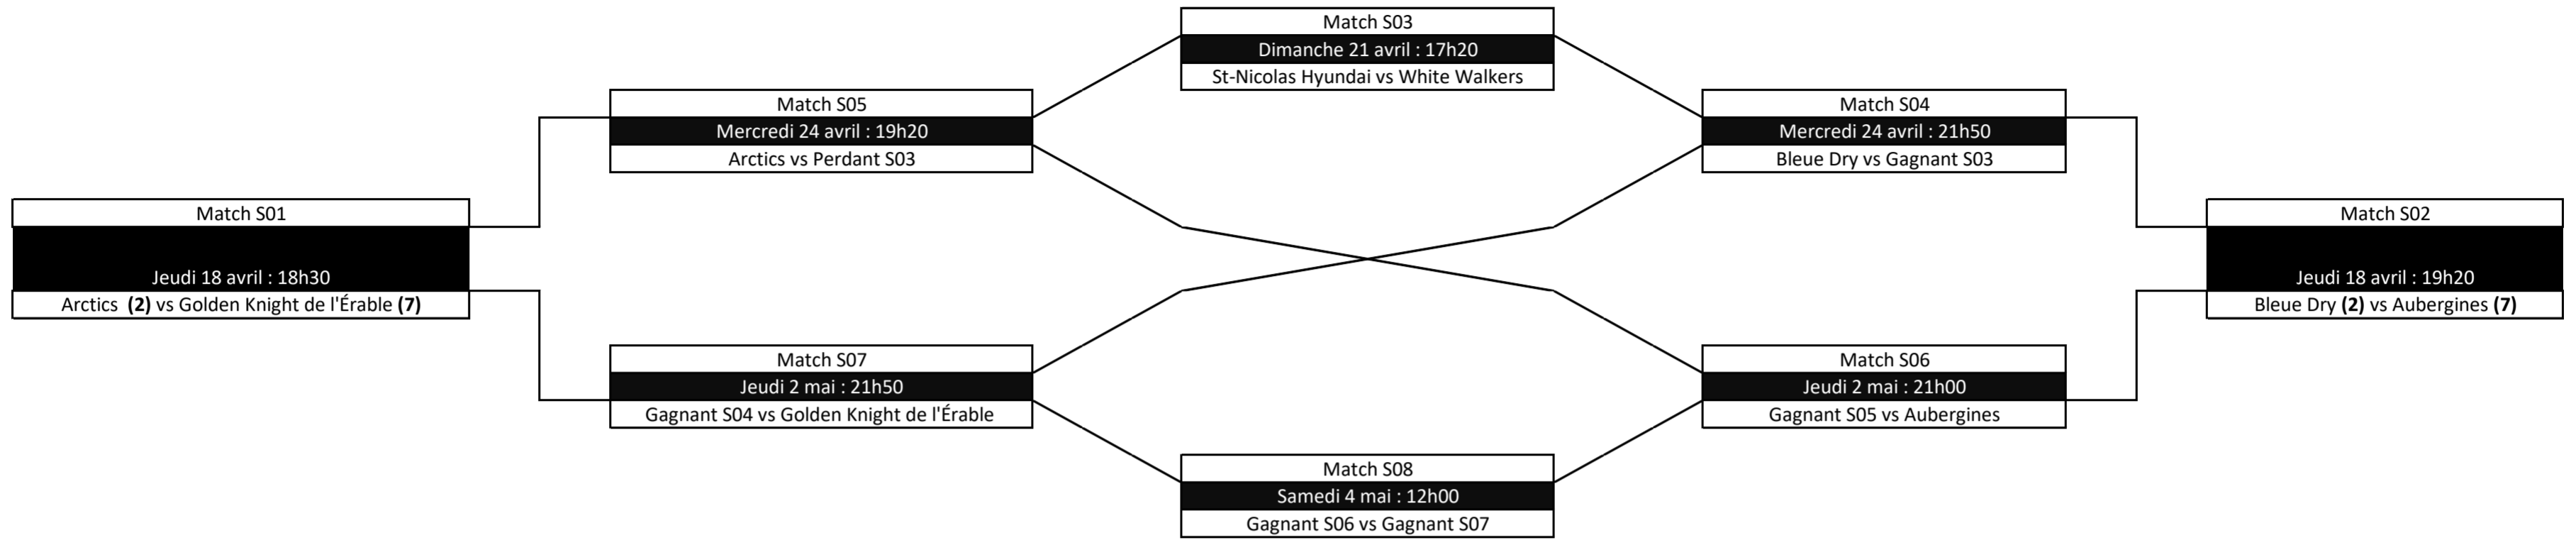 Match S03
Dimanche 21 avril : 17h20
St-Nicolas Hyundai vs White Walkers
Match S05
Mercredi 24 avril : 19h20
Arctics vs Perdant S03
Match S04
Mercredi 24 avril : 21h50
Bleue Dry vs Gagnant S03
Match S01
Jeudi 18 avril : 18h30
Arctics (2) vs Golden Knight de l'Érable (7)
Match S02
Jeudi 18 avril : 19h20
Bleue Dry (2) vs Aubergines (7)
Match S07
Jeudi 2 mai : 21h50
Gagnant S04 vs Golden Knight de l'Érable
Match S06
Jeudi 2 mai : 21h00
Gagnant S05 vs Aubergines
Match S08
Samedi 4 mai : 12h00
Gagnant S06 vs Gagnant S07